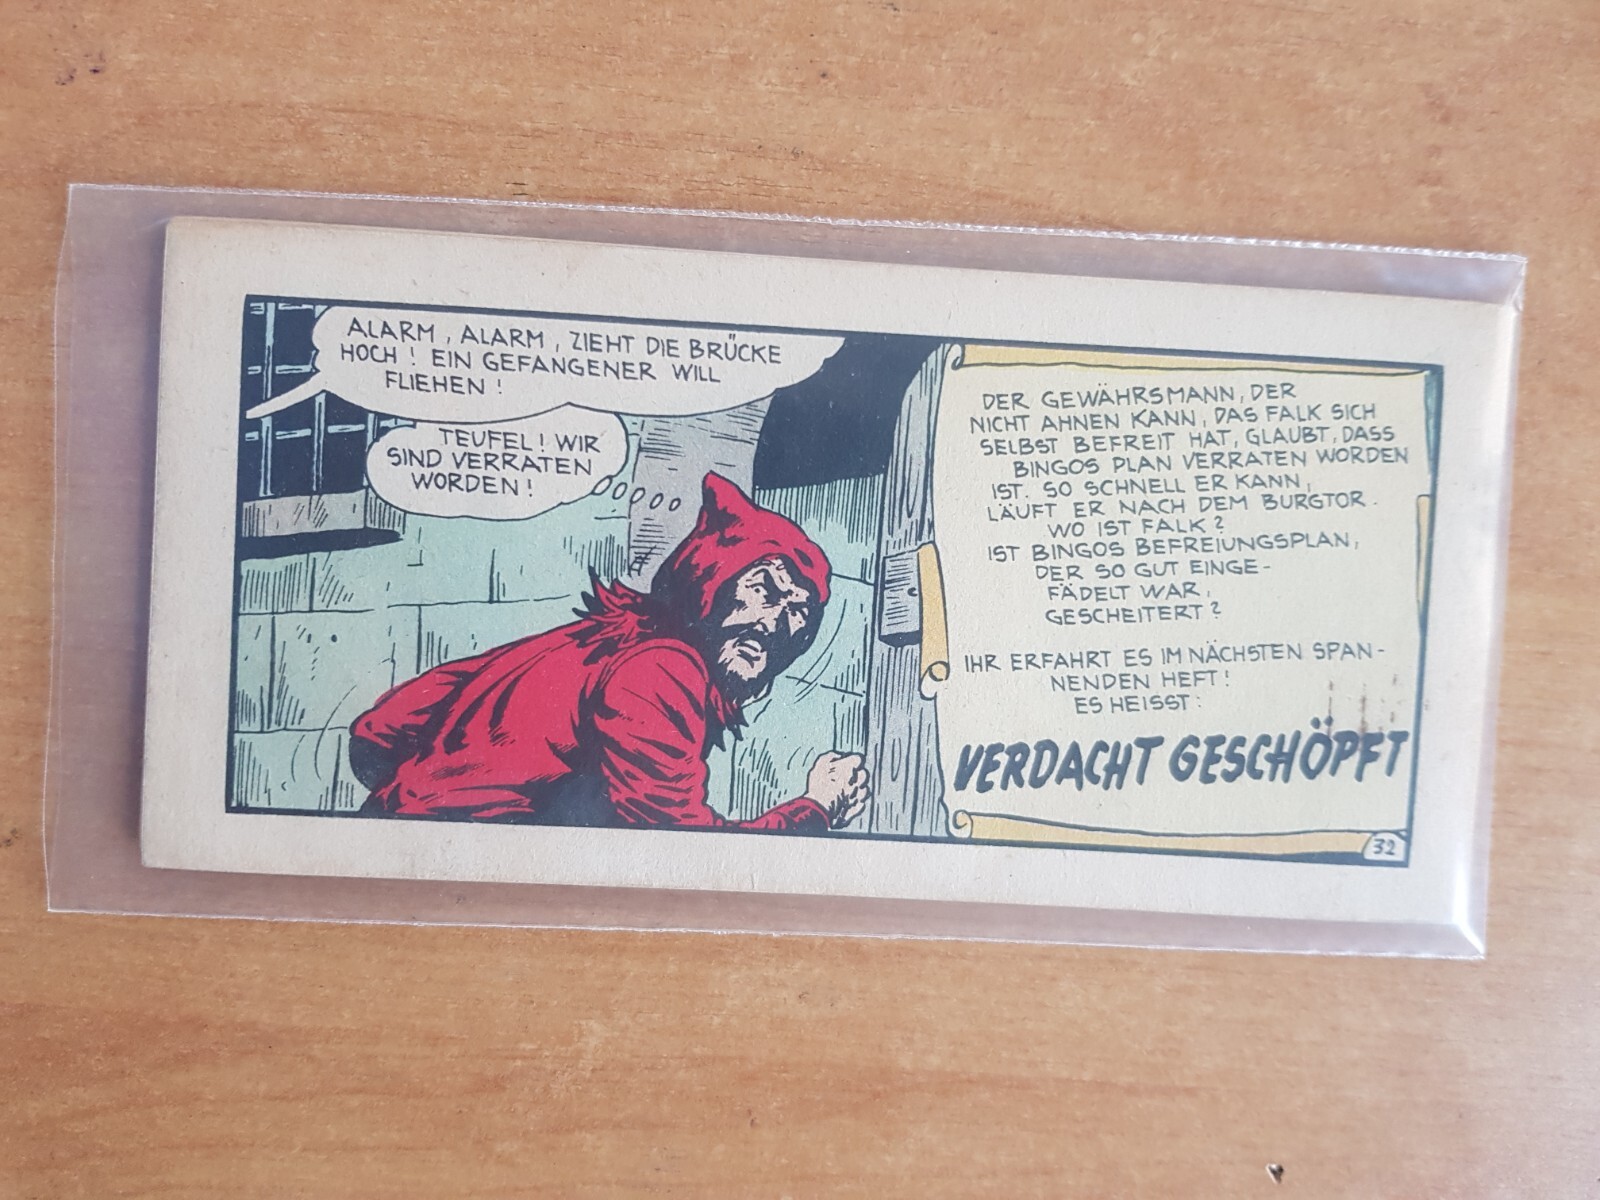 ALARM, ALARM, ZIEHT DIE BRÜCKE
HOCH! EIN GEFANGENER WILL
FLIEHEN!
TEUFEL! WIR
SIND VERRATEN
WORDEN!
DER GEWÄHRSMANN, DER
NICHT AHNEN KANN, DAS FALK SICH
SELBST BEFREIT HAT, GLAUBT, DASS
BINGOS PLAN VERRATEN WORDEN
IST. SO SCHNELL ER KANN,
LÄUFT ER NACH DEM BURGTOR.
WO IST FALK?
IST BINGOS BEFREIUNGSPLAN,
DER SO GUT EINGE-
FÄDELT WAR,
GESCHEITERT?
IHR ERFAHRT ES IM NÄCHSTEN SPAN-
NENDEN HEFT!
ES HEISST:
VERDACHT GESCHÖPFT
32